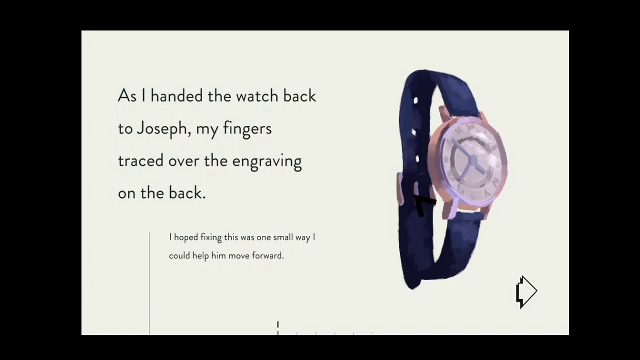 As I handed the watch back
to Joseph, my fingers
traced over the engraving
on the back.
I hoped fixing this was one small way I
could help him move forward.